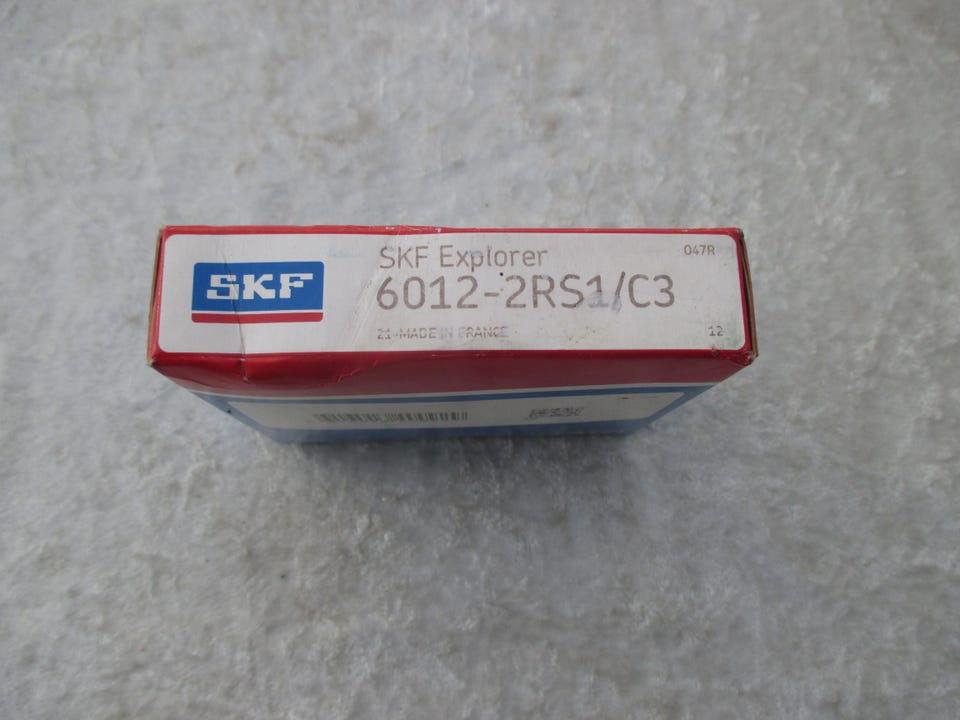 SKF
SKF Explorer
047R
6012-2RS1/C3
21-MADE IN FRANCE
12